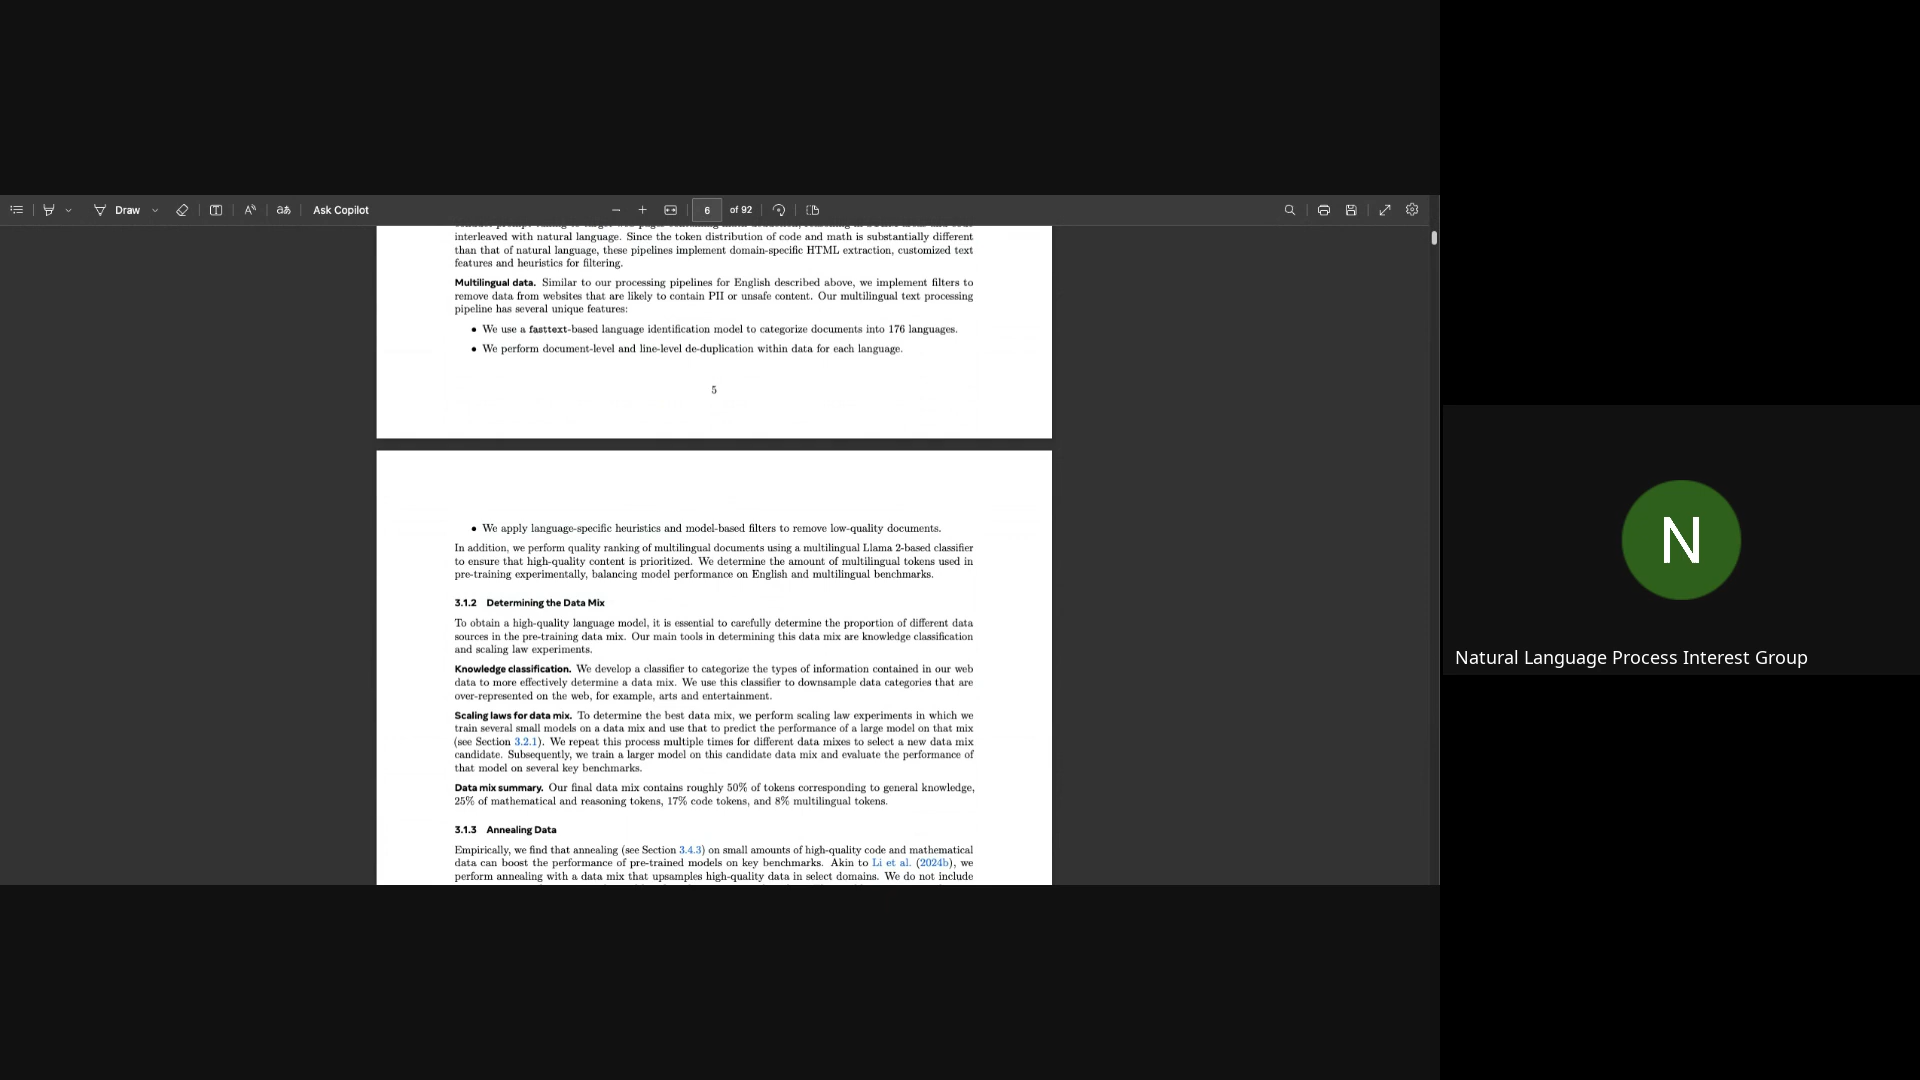 Draw
Ask Copilot
6 of 92
interleaved with natural language. Since the token distribution of code and math is substantially different
than that of natural language, these pipelines implement domain-specific HTML extraction, customized text
features and heuristics for filtering.
Multilingual data. Similar to our processing pipelines for English described above, we implement filters to
remove data from websites that are likely to contain PII or unsafe content. Our multilingual text processing
pipeline has several unique features:
• We use a fasttext-based language identification model to categorize documents into 176 languages.
• We perform document-level and line-level de-duplication within data for each language.
5
• We apply language-specific heuristics and model-based filters to remove low-quality documents.
In addition, we perform quality ranking of multilingual documents using a multilingual Llama 2-based classifier
to ensure that high-quality content is prioritized. We determine the amount of multilingual tokens used in
pre-training experimentally, balancing model performance on English and multilingual benchmarks.
3.1.2 Determining the Data Mix
To obtain a high-quality language model, it is essential to carefully determine the proportion of different data
sources in the pre-training data mix. Our main tools in determining this data mix are knowledge classification
and scaling law experiments.
Knowledge classification. We develop a classifier to categorize the types of information contained in our web
data to more effectively determine a data mix. We use this classifier to downsample data categories that are
over-represented on the web, for example, arts and entertainment.
Scaling laws for data mix. To determine the best data mix, we perform scaling law experiments in which we
train several small models on a data mix and use that to predict the performance of a large model on that mix
(see Section 3.2.1). We repeat this process multiple times for different data mixes to select a new data mix
candidate. Subsequently, we train a larger model on this candidate data mix and evaluate the performance of
that model on several key benchmarks.
Data mix summary. Our final data mix contains roughly 50% of tokens corresponding to general knowledge,
25% of mathematical and reasoning tokens, 17% code tokens, and 8% multilingual tokens.
3.1.3 Annealing Data
Empirically, we find that annealing (see Section 3.4.3) on small amounts of high-quality code and mathematical
data can boost the performance of pre-trained models on key benchmarks. Akin to Li et al. (2024b), we
perform annealing with a data mix that upsamples high-quality data in select domains. We do not include
N
Natural Language Process Interest Group